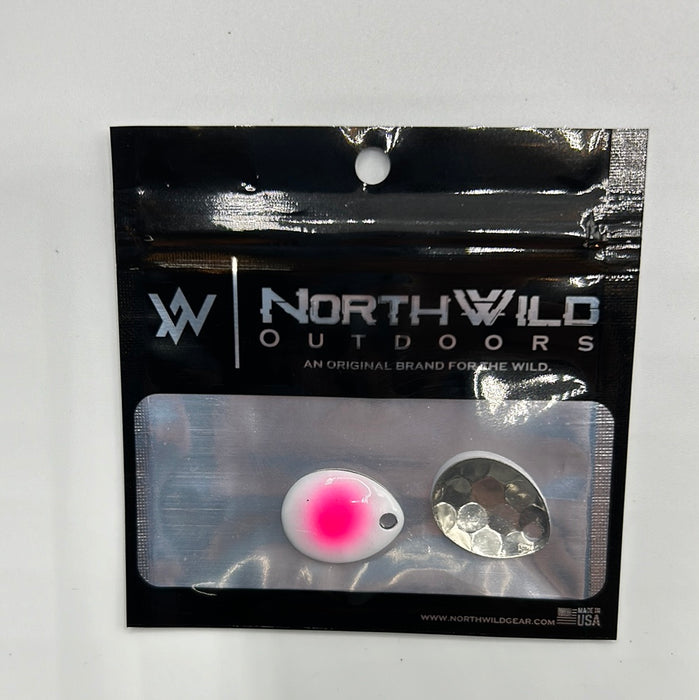 NORTHWILD
OUTDOORS
AN ORIGINAL BRAND FOR THE WILD.
WWW.NORTHWILDGEAR.COM
MADE IN
USA